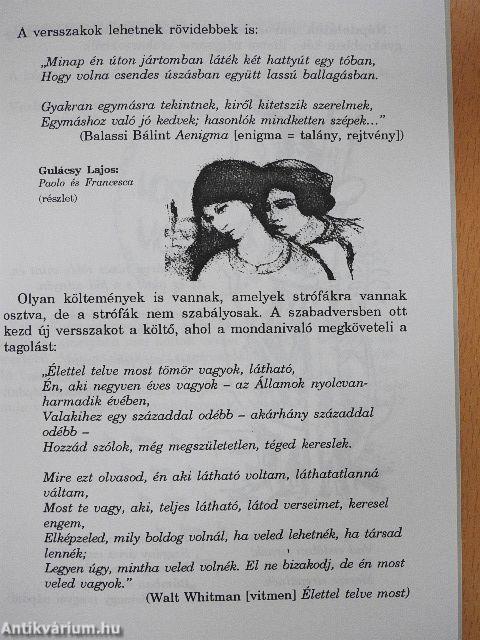 A versszakok lehetnek rövidebbek is:
„Minap én úton jártomban láték két hattyút egy tóban,
Hogy volna csendes úszásban együtt lassú ballagásban.
Gyakran egymásra tekintnek, kiről kitetszik szerelmek,
Egymáshoz való jó kedvek; hasonlók mindketten szépek..."
(Balassi Bálint Aenigma [enigma = talány, rejtvény])
Gulácsy Lajos:
Paolo és Francesca
(részlet)
Olyan költemények is vannak, amelyek strófákra vannak
osztva, de a strófák nem szabályosak. A szabadversben ott
kezd új versszakot a költő, ahol a mondanivaló megköveteli a
tagolást:
„Élettel telve most tömör vagyok, látható,
Én, aki negyven éves vagyok – az Államok nyolcvan-
harmadik évében,
Valakihez egy századdal odébb – akárhány századdal
odébb –
Hozzád szólok, még megszületetlen, téged kereslek.
Mire ezt olvasod, én aki látható voltam, láthatatlanná
váltam,
Most te vagy, aki, teljes látható, látod verseimet, keresel
engem,
Elképzeled, mily boldog volnál, ha veled lehetnék, ha társad
lennék;
Legyen úgy, mintha veled volnék. El ne bizakodj, de én most
veled vagyok."
(Walt Whitman [vitmen] Élettel telve most)
Antikvárium.hu